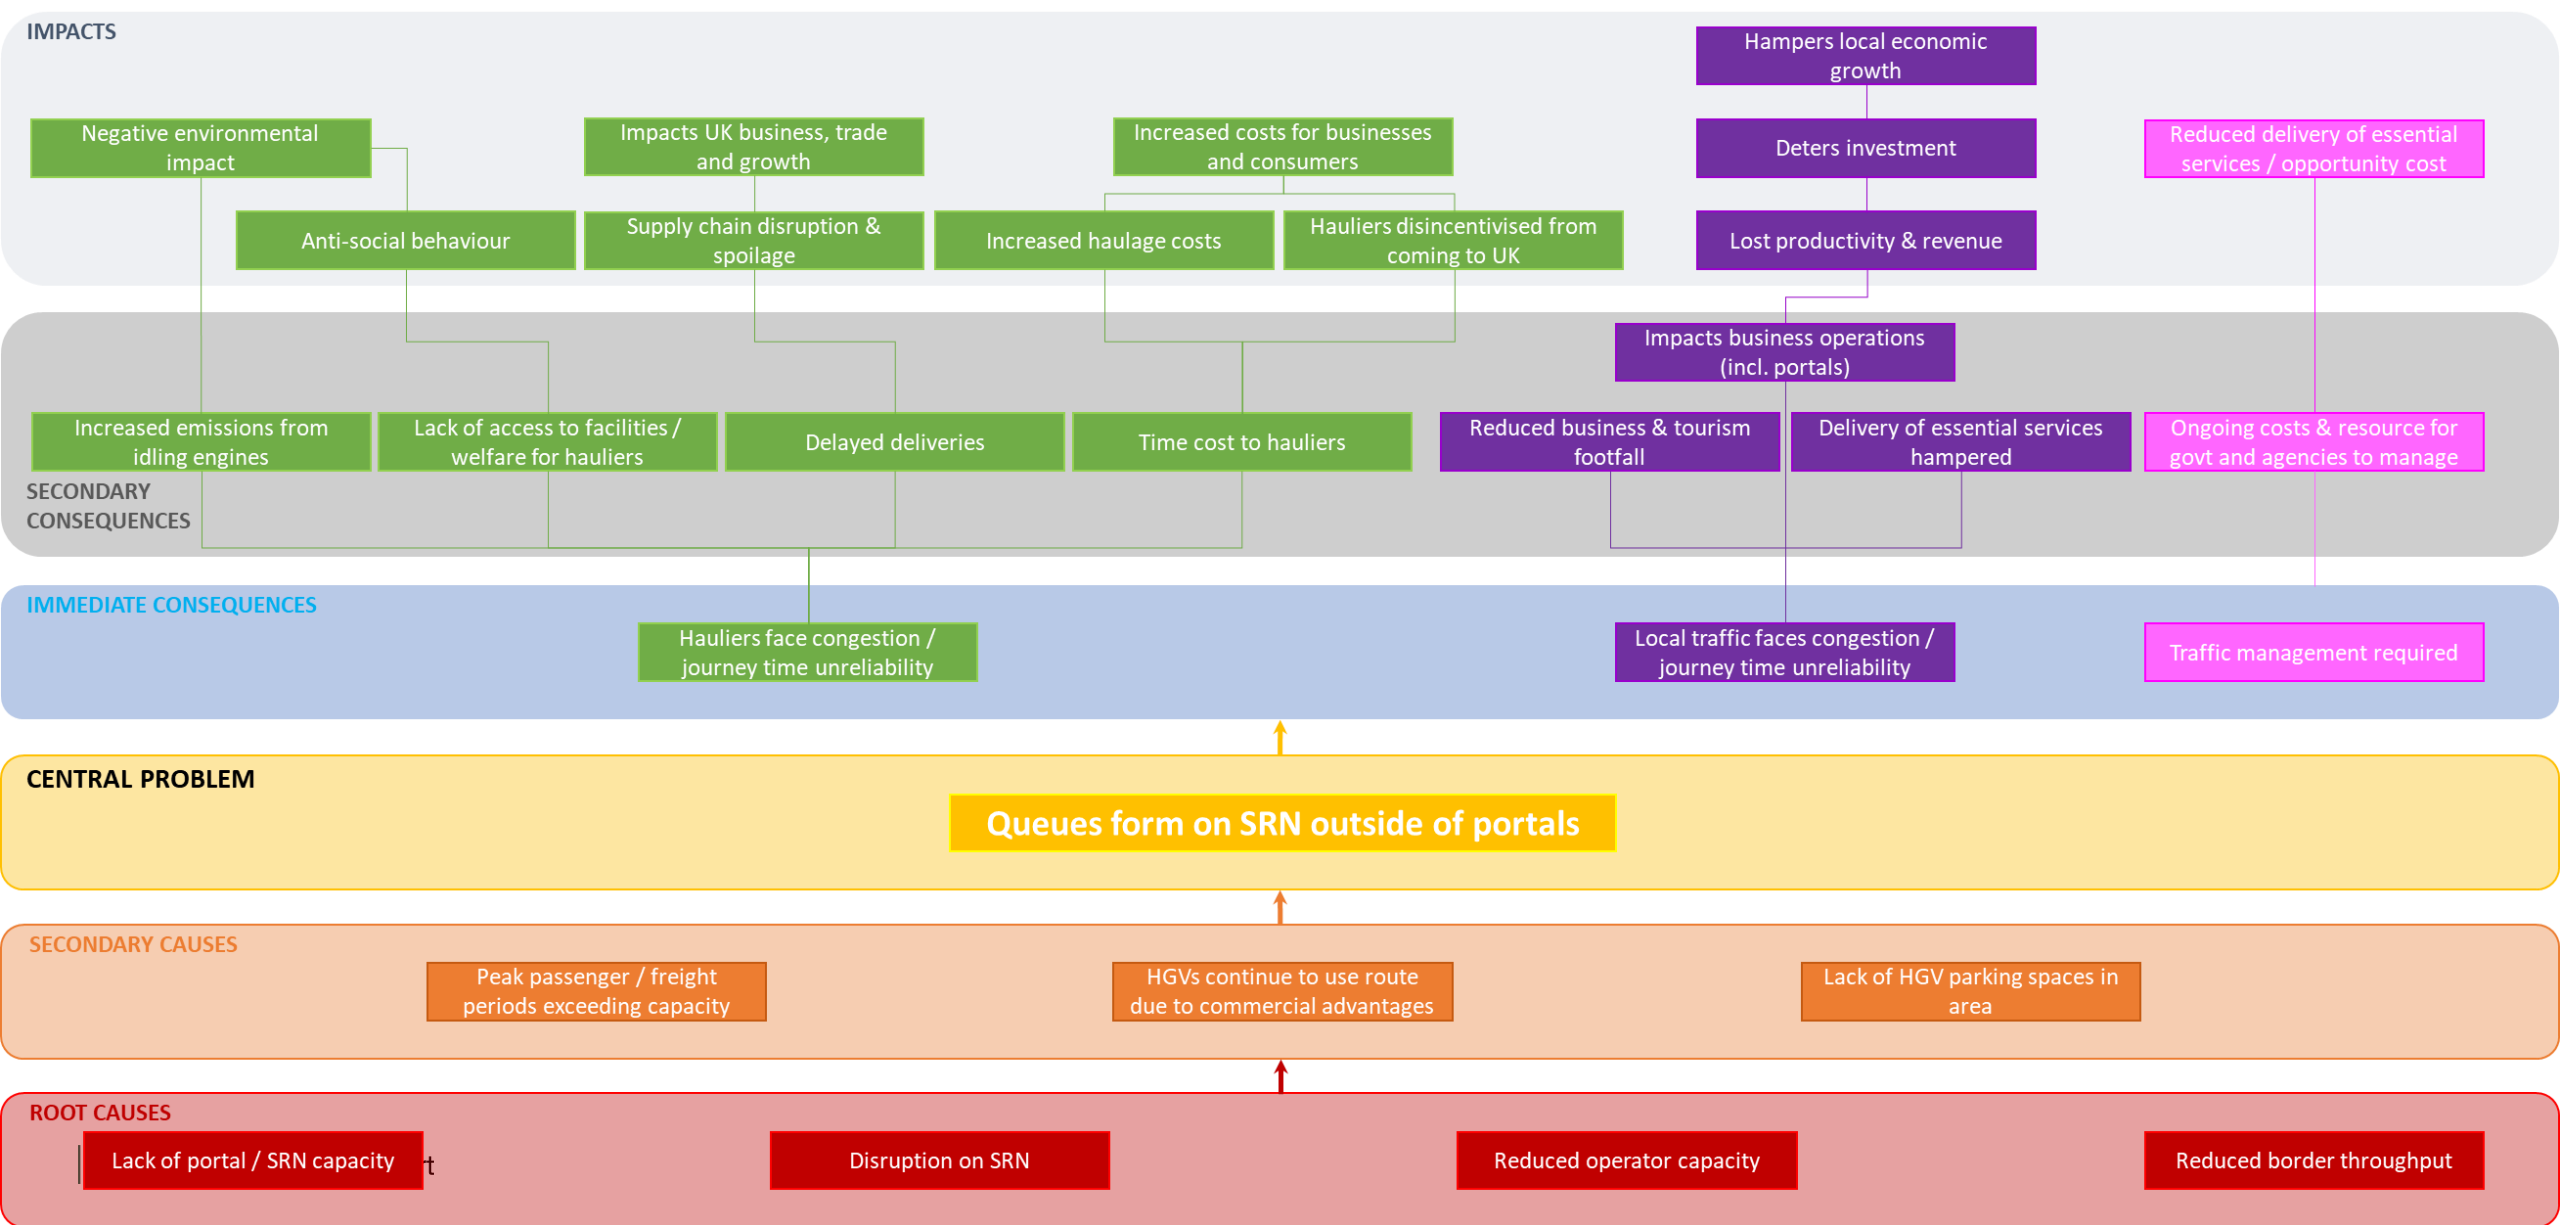 IMPACTS
Hampers local economic
growth
Negative environmental
impact
Impacts UK business, trade
and growth
Increased costs for businesses
and consumers
Deters investment
Reduced delivery of essential
services / opportunity cost
Anti-social behaviour
Supply chain disruption &
spoilage
Increased haulage costs
Hauliers disincentivised from
coming to UK
Lost productivity & revenue
Impacts business operations
(incl. portals)
Increased emissions from
idling engines
Lack of access to facilities /
welfare for hauliers
Delayed deliveries
Time cost to hauliers
Reduced business & tourism
footfall
Delivery of essential services
hampered
Ongoing costs & resource for
govt and agencies to manage
SECONDARY
CONSEQUENCES
IMMEDIATE CONSEQUENCES
Hauliers face congestion /
journey time unreliability
Local traffic faces congestion /
journey time unreliability
Traffic management required
CENTRAL PROBLEM
Queues form on SRN outside of portals
SECONDARY CAUSES
Peak passenger / freight
periods exceeding capacity
HGVs continue to use route
due to commercial advantages
Lack of HGV parking spaces in
area
ROOT CAUSES
Lack of portal / SRN capacity
Disruption on SRN
Reduced operator capacity
Reduced border throughput